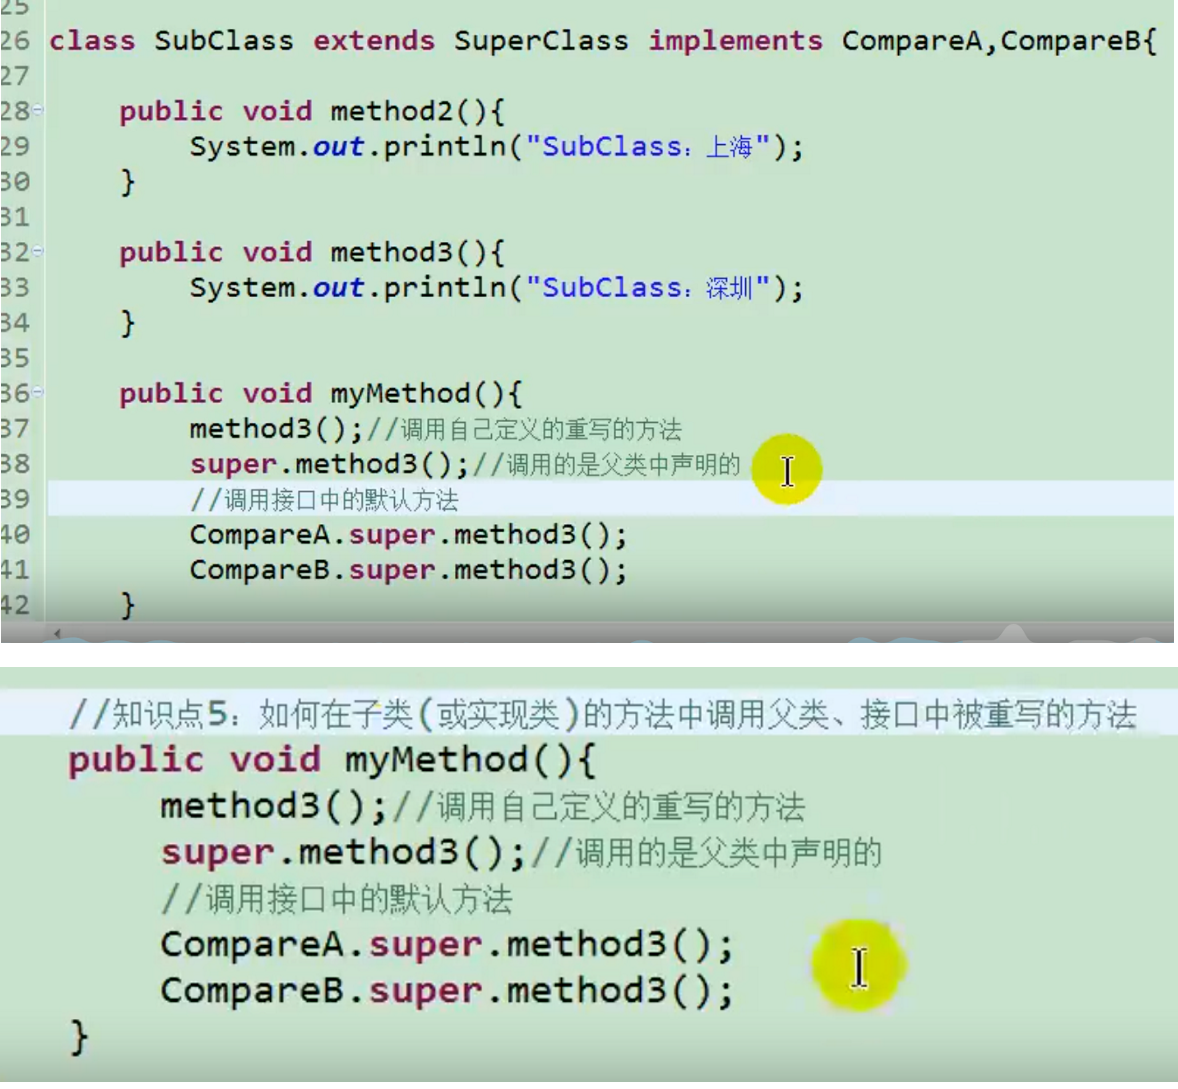 25
26 class SubClass extends SuperClass implements CompareA,CompareB{
27
28 public void method2(){
29 System.out.println("SubClass：上海");
30 }
31
32 public void method3(){
33 System.out.println("SubClass：深圳");
34 }
35
36 public void myMethod(){
37 method3();//调用自己定义的重写的方法
38 super.method3();//调用的是父类中声明的
39 //调用接口中的默认方法
40 CompareA.super.method3();
41 CompareB.super.method3();
42 }
//知识点5：如何在子类(或实现类)的方法中调用父类、接口中被重写的方法
public void myMethod(){
method3();//调用自己定义的重写的方法
super.method3();//调用的是父类中声明的
//调用接口中的默认方法
CompareA.super.method3();
CompareB.super.method3();
}